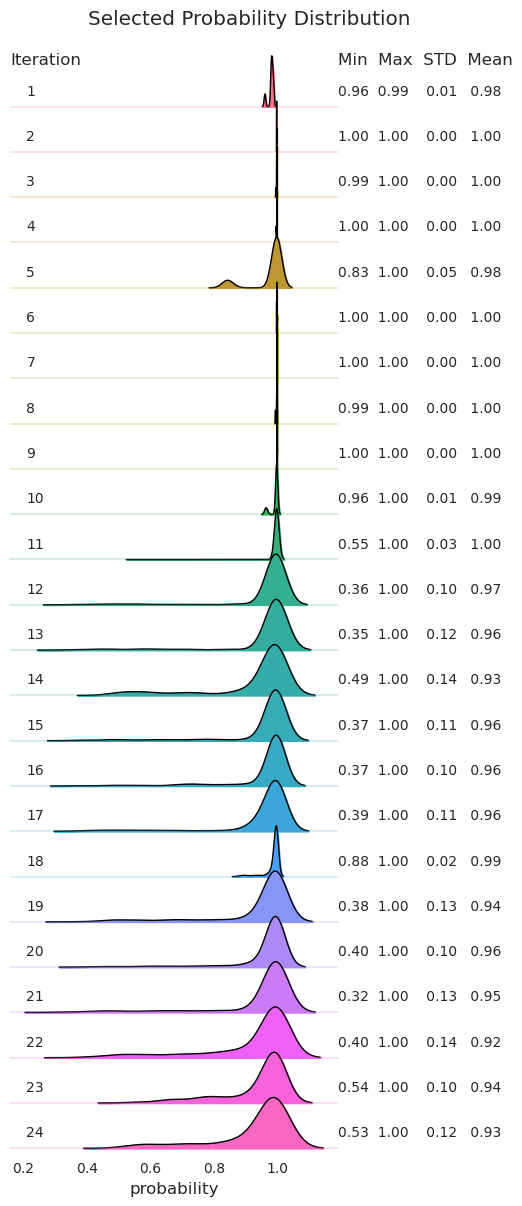 Selected Probability Distribution
Iteration Min Max STD Mean
1 0.96 0.99 0.01 0.98
2 1.00 1.00 0.00 1.00
3 0.99 1.00 0.00 1.00
4 1.00 1.00 0.00 1.00
5 0.83 1.00 0.05 0.98
6 1.00 1.00 0.00 1.00
7 1.00 1.00 0.00 1.00
8 0.99 1.00 0.00 1.00
9 1.00 1.00 0.00 1.00
10 0.96 1.00 0.01 0.99
11 0.55 1.00 0.03 1.00
12 0.36 1.00 0.10 0.97
13 0.35 1.00 0.12 0.96
14 0.49 1.00 0.14 0.93
15 0.37 1.00 0.11 0.96
16 0.37 1.00 0.10 0.96
17 0.39 1.00 0.11 0.96
18 0.88 1.00 0.02 0.99
19 0.38 1.00 0.13 0.94
20 0.40 1.00 0.10 0.96
21 0.32 1.00 0.13 0.95
22 0.40 1.00 0.14 0.92
23 0.54 1.00 0.10 0.94
24 0.53 1.00 0.12 0.93
0.2 0.4 0.6 0.8 1.0
probability